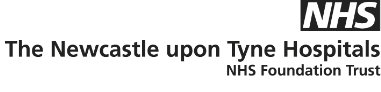 NHS
The Newcastle upon Tyne Hospitals
NHS Foundation Trust